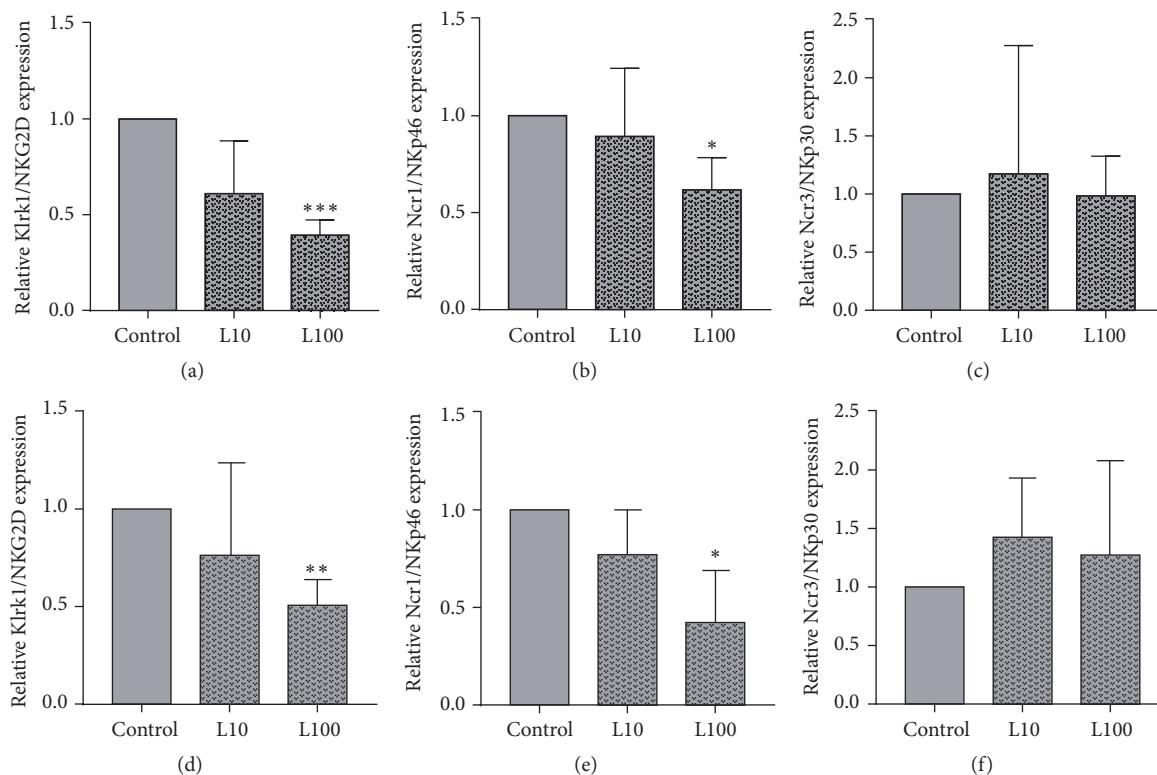 Relative Klrk1/NKG2D expression
1.5
1.0
0.5
0.0
***
Control L10 L100
(a)
Relative Ncr1/NKp46 expression
1.5
1.0
0.5
0.0
*
Control L10 L100
(b)
Relative Ncr3/NKp30 expression
2.5
2.0
1.5
1.0
0.5
0.0
Control L10 L100
(c)
Relative Klrk1/NKG2D expression
1.5
1.0
0.5
0.0
**
Control L10 L100
(d)
Relative Ncr1/NKp46 expression
1.5
1.0
0.5
0.0
*
Control L10 L100
(e)
Relative Ncr3/NKp30 expression
2.5
2.0
1.5
1.0
0.5
0.0
Control L10 L100
(f)